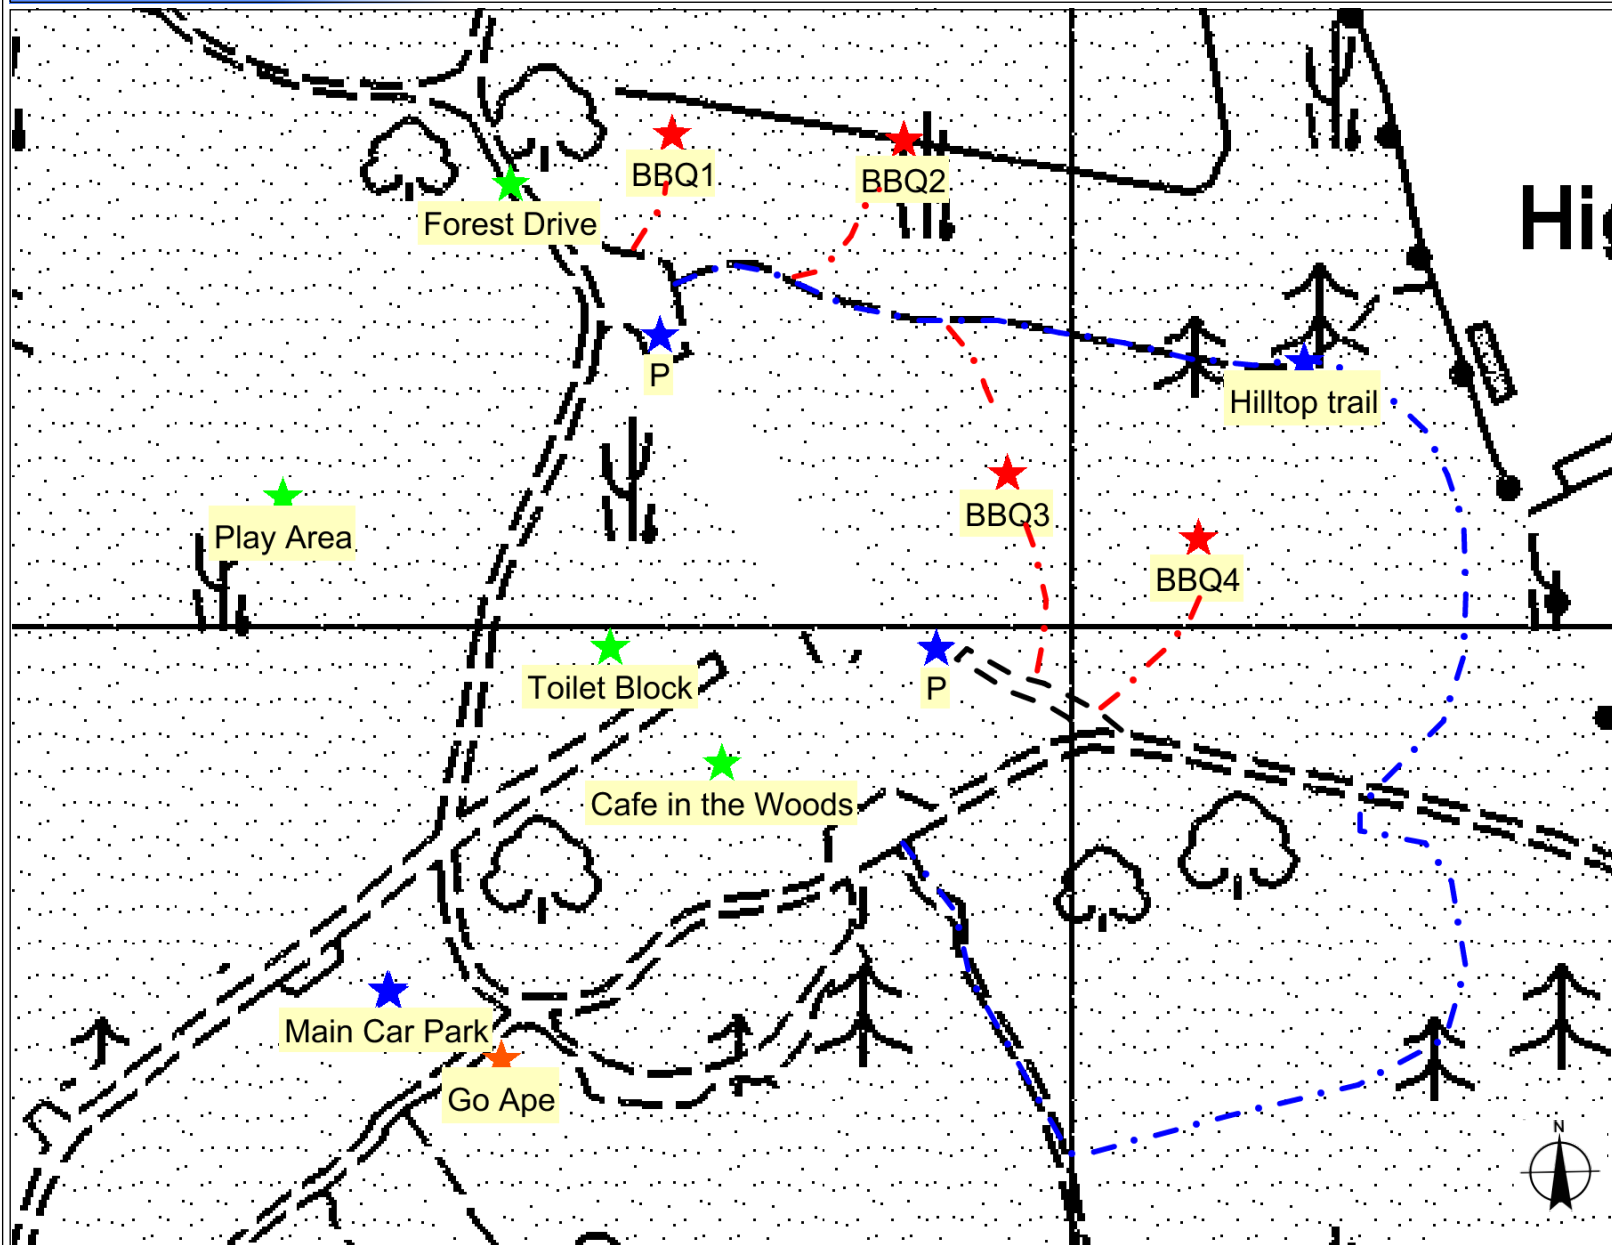 BBQ1
BBQ2
Forest Drive
Hig
P
Hilltop trail
Play Area
BBQ3
BBQ4
Toilet Block
P
Cafe in the Woods
Main Car Park
Go Ape
N